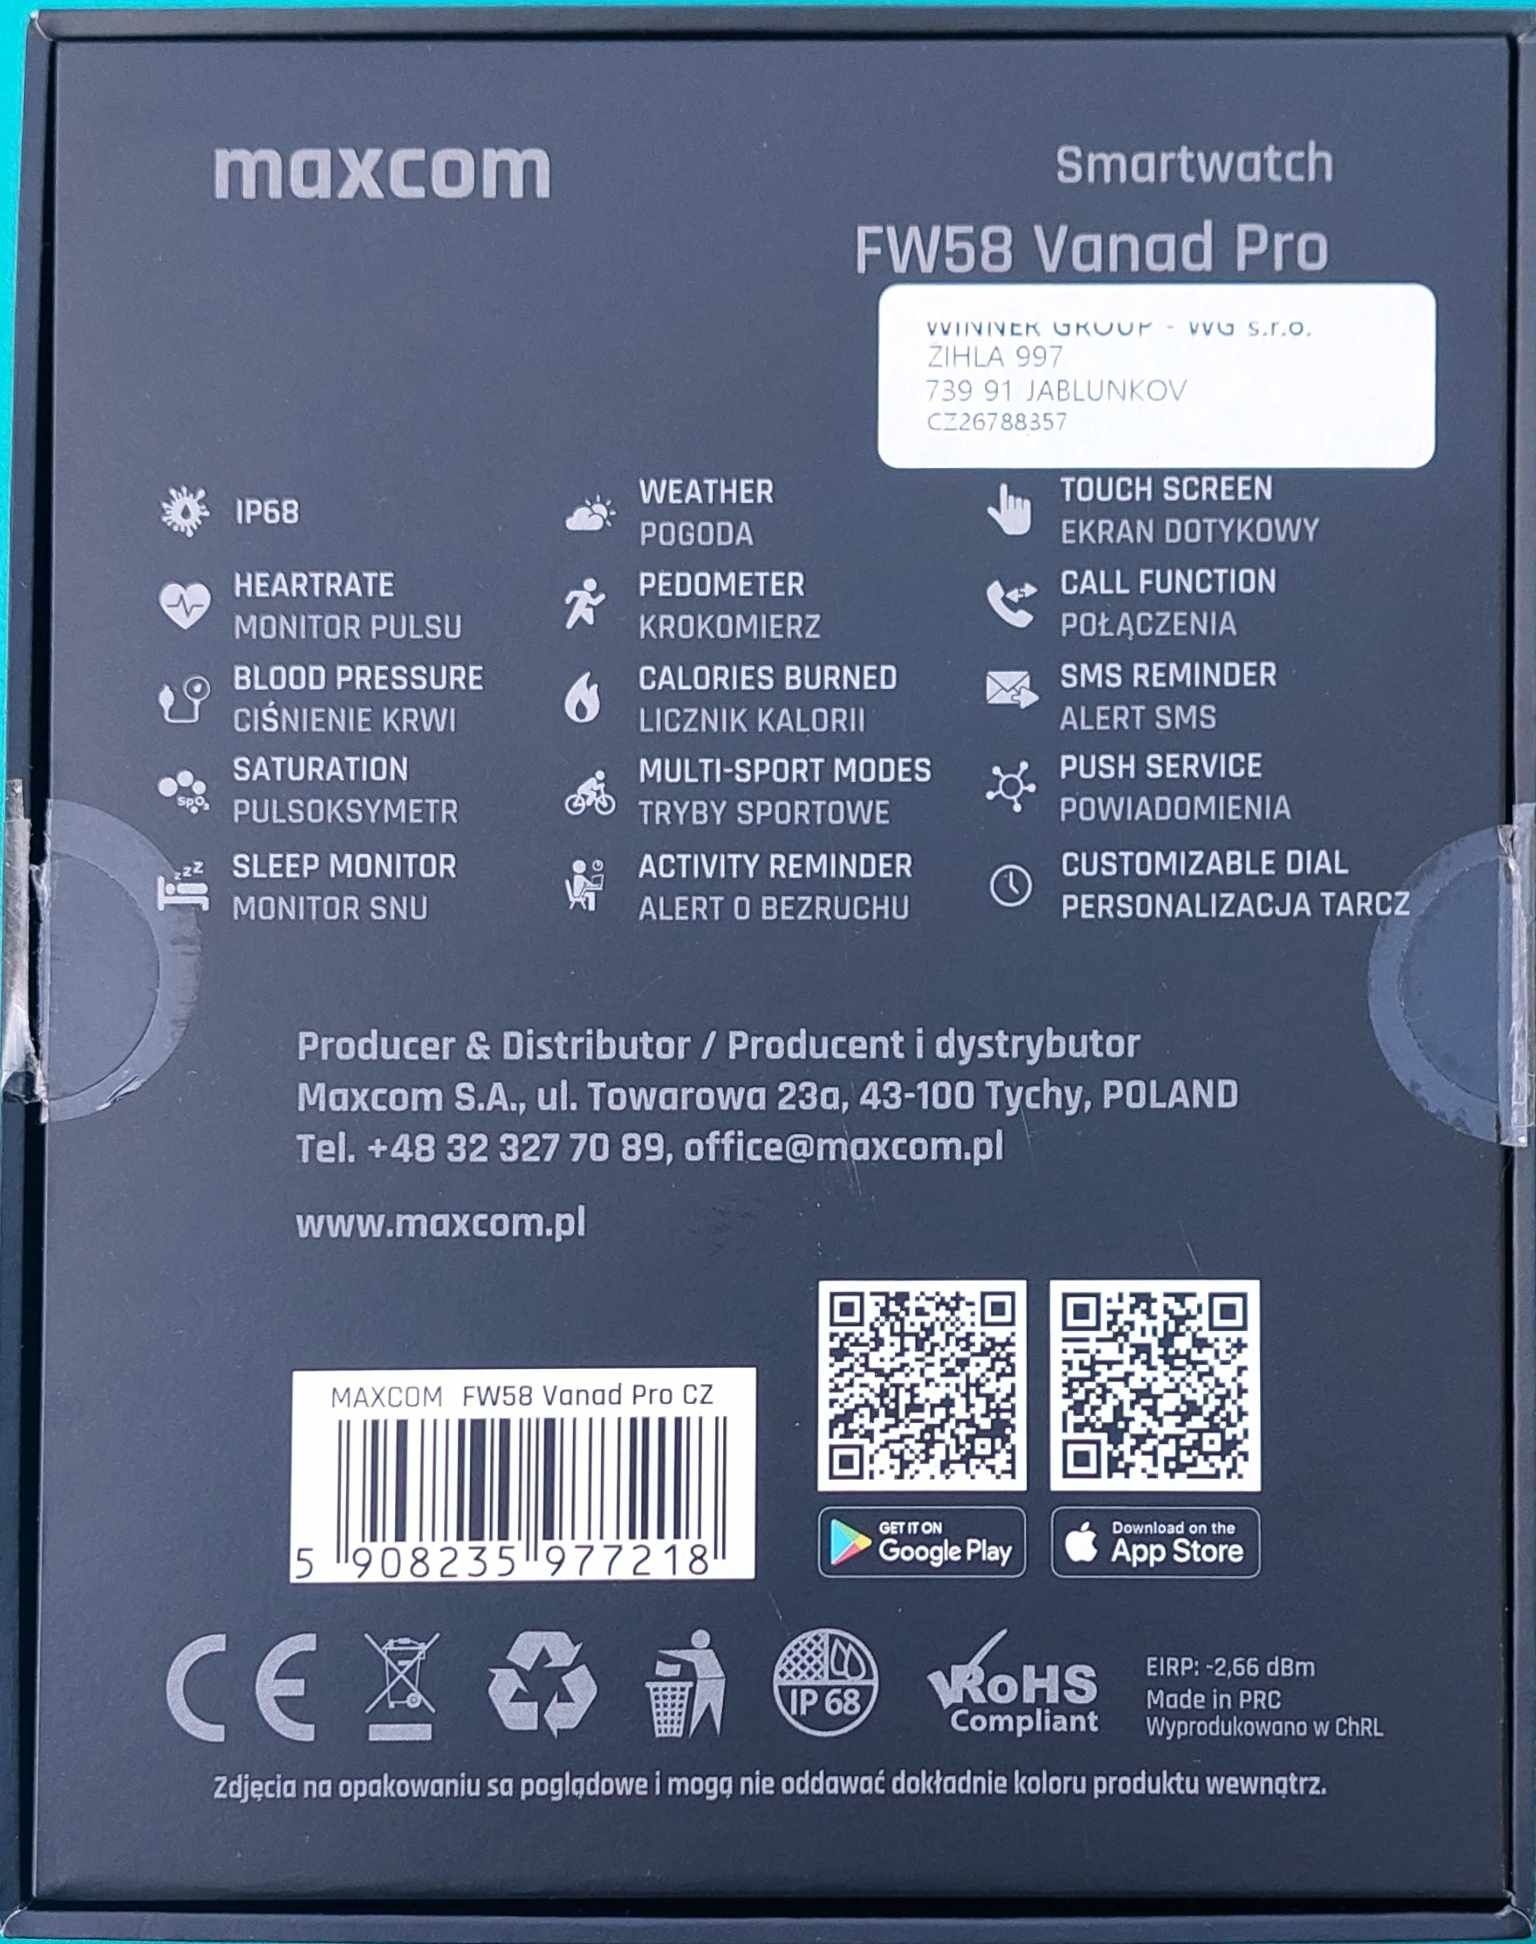 maxcom
Smartwatch
FW58 Vanad Pro
WINNER GROUP - WG s.r.o.
ZIHLA 997
739 91 JABLUNKOV
CZ26788357
IP68
HEARTRATE
MONITOR PULSU
BLOOD PRESSURE
CIŚNIENIE KRWI
SpO₂
SATURATION
PULSOKSYMETR
zzz
SLEEP MONITOR
MONITOR SNU
WEATHER
POGODA
PEDOMETER
KROKOMIERZ
CALORIES BURNED
LICZNIK KALORII
MULTI-SPORT MODES
TRYBY SPORTOWE
ACTIVITY REMINDER
ALERT O BEZRUCHU
TOUCH SCREEN
EKRAN DOTYKOWY
CALL FUNCTION
POŁĄCZENIA
SMS REMINDER
ALERT SMS
PUSH SERVICE
POWIADOMIENIA
CUSTOMIZABLE DIAL
PERSONALIZACJA TARCZ
Producer & Distributor / Producent i dystrybutor
Maxcom S.A., ul. Towarowa 23a, 43-100 Tychy, POLAND
Tel. +48 32 327 70 89, office@maxcom.pl
www.maxcom.pl
MAXCOM FW58 Vanad Pro CZ
5 908235 977218
GET IT ON
Google Play
Download on the
App Store
CE
IP 68
RoHS
Compliant
EIRP: -2,66 dBm
Made in PRC
Wyprodukowano w ChRL
Zdjęcia na opakowaniu sa poglądowe i mogą nie oddawać dokładnie koloru produktu wewnątrz.